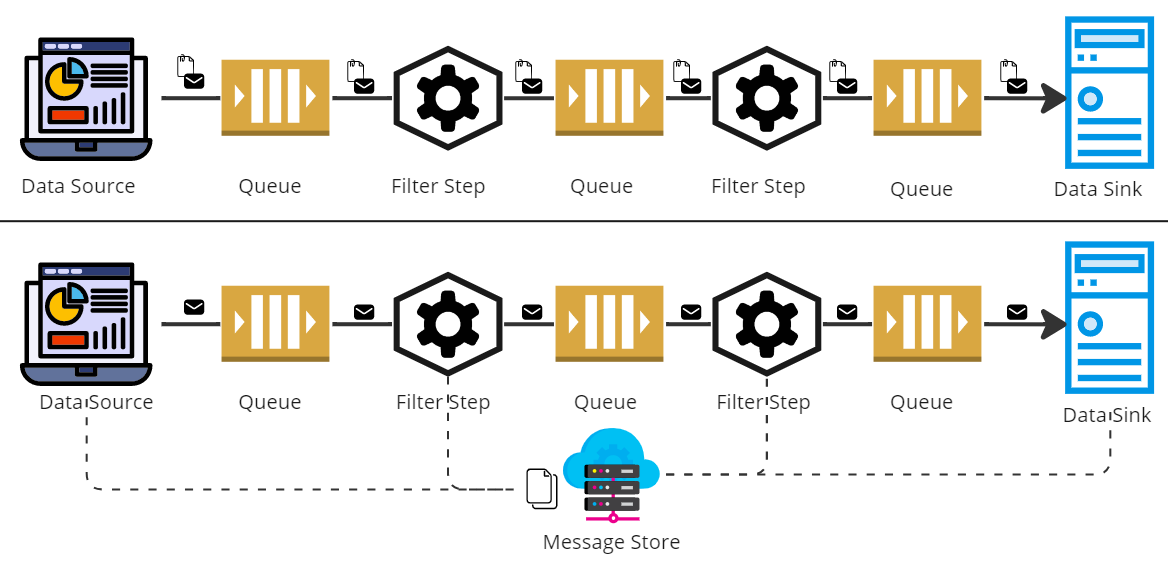 Data Source
Queue
Filter Step
Queue
Filter Step
Queue
Data Sink
Data Source
Queue
Filter Step
Queue
Filter Step
Queue
Data Sink
Message Store